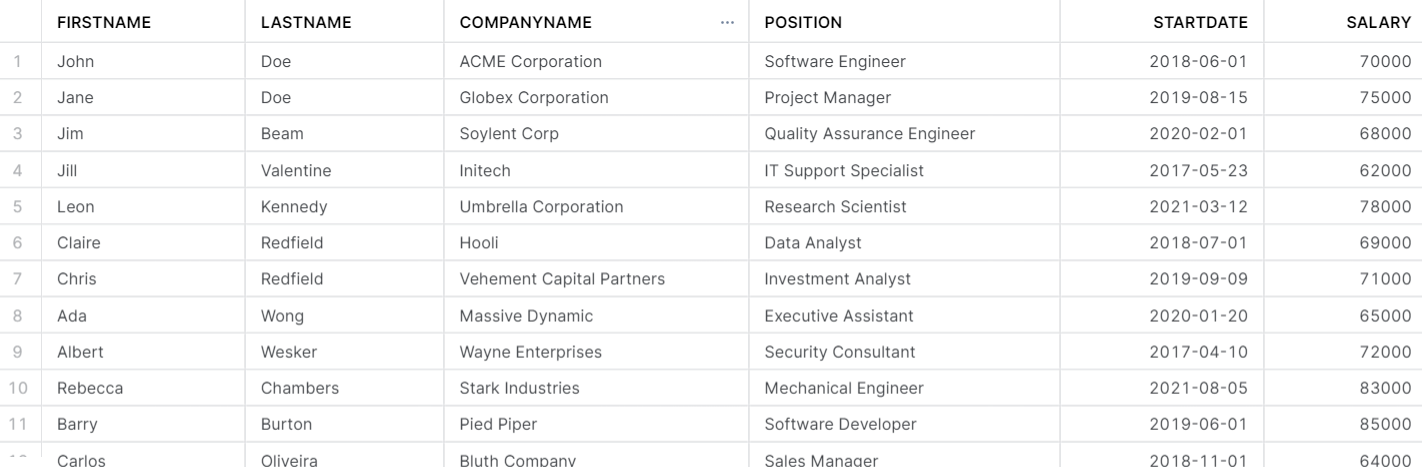 FIRSTNAME LASTNAME COMPANYNAME ... POSITION STARTDATE SALARY
1 John Doe ACME Corporation Software Engineer 2018-06-01 70000
2 Jane Doe Globex Corporation Project Manager 2019-08-15 75000
3 Jim Beam Soylent Corp Quality Assurance Engineer 2020-02-01 68000
4 Jill Valentine Initech IT Support Specialist 2017-05-23 62000
5 Leon Kennedy Umbrella Corporation Research Scientist 2021-03-12 78000
6 Claire Redfield Hooli Data Analyst 2018-07-01 69000
7 Chris Redfield Vehement Capital Partners Investment Analyst 2019-09-09 71000
8 Ada Wong Massive Dynamic Executive Assistant 2020-01-20 65000
9 Albert Wesker Wayne Enterprises Security Consultant 2017-04-10 72000
10 Rebecca Chambers Stark Industries Mechanical Engineer 2021-08-05 83000
11 Barry Burton Pied Piper Software Developer 2019-06-01 85000
Carlos Oliveira Bluth Company Sales Manager 2018-11-01 64000